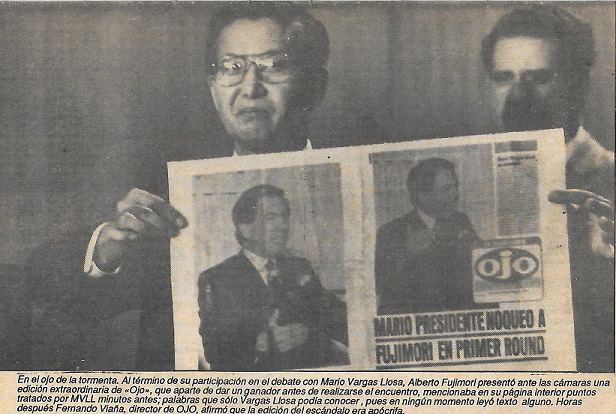 ojo
MARIO PRESIDENTE NOQUEO A
FUJIMORI EN PRIMER ROUND
En el ojo de la tormenta. Al término de su participación en el debate con Mario Vargas Llosa, Alberto Fujimori presentó ante las cámaras una
edición extraordinaria de «Ojo», que aparte de dar un ganador antes de realizarse el encuentro, mencionaba en su página interior puntos
tratados por MVLL minutos antes; palabras que sólo Vargas Llosa podía conocer, pues en ningún momento leyó texto alguno. Horas
después Fernando Viaña, director de OJO, afirmó que la edición del escándalo era apócrifa.